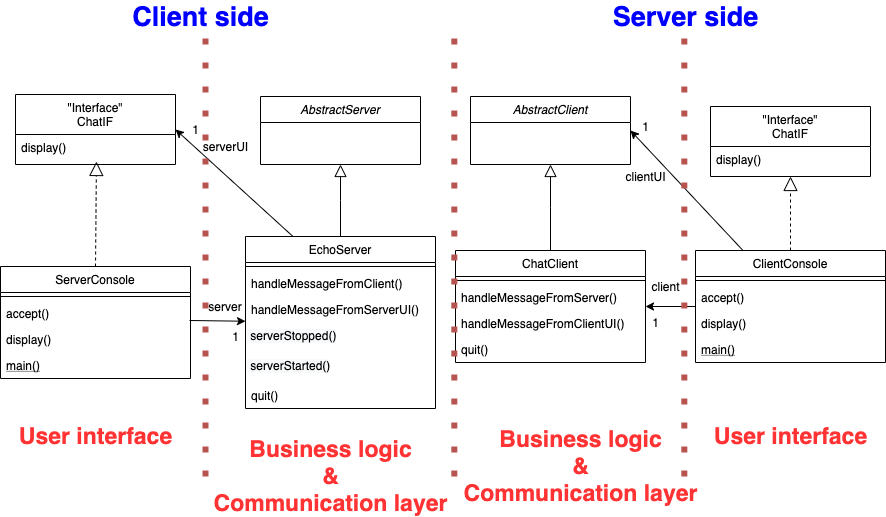 Client side
Server side
"Interface"
ChatIF
display()
1
serverUI
AbstractServer
AbstractClient
1
clientUI
"Interface"
ChatIF
display()
ServerConsole
accept()
display()
main()
server
1
EchoServer
handleMessageFromClient()
handleMessageFromServerUI()
serverStopped()
serverStarted()
quit()
ChatClient
handleMessageFromServer()
handleMessageFromClientUI()
quit()
client
1
ClientConsole
accept()
display()
main()
User interface
Business logic
&
Communication layer
Business logic
&
Communication layer
User interface